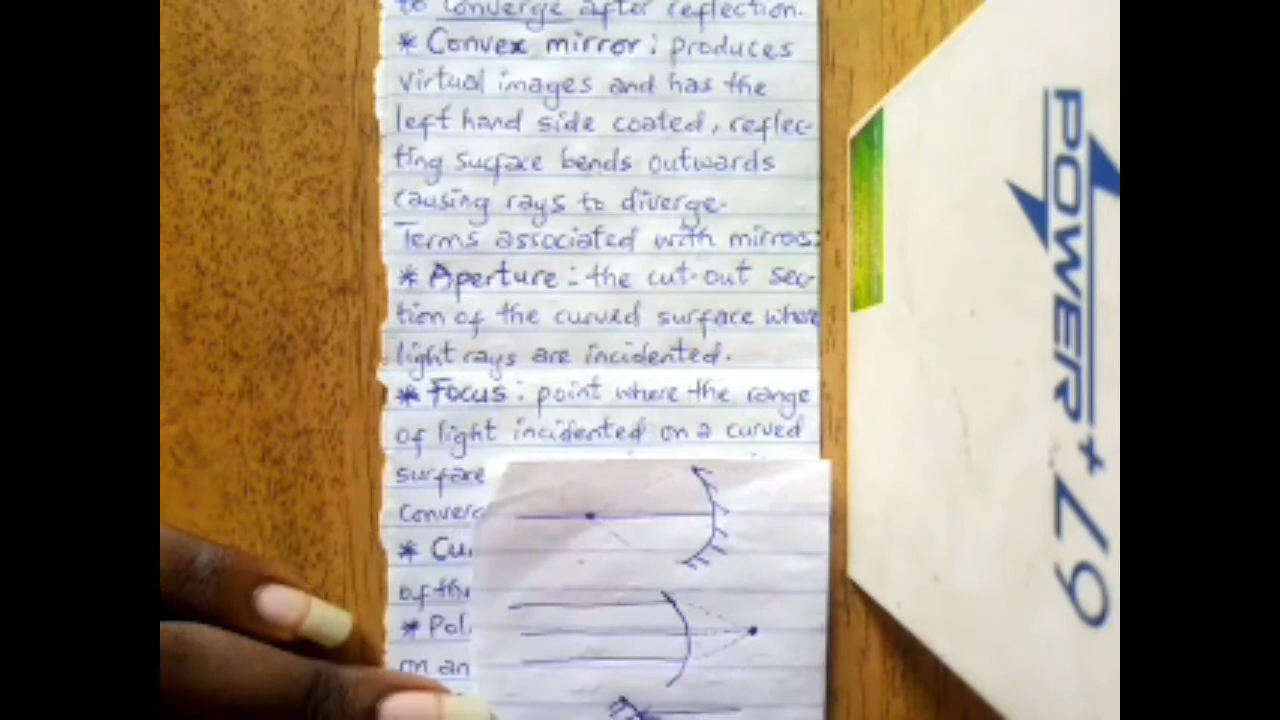 to converge after reflection.
* Convex mirror: produces
virtual images and has the
left hand side coated, reflec-
ting surface bends outwards
causing rays to diverge.
Terms associated with mirrors:
* Aperture: the cut-out sec-
tion of the curved surface where
light rays are incidented.
* Focus: point where the range
of light incidented on a curved
surface
Converg
* Cu
of the
* Pol
on an
POWER+ L9